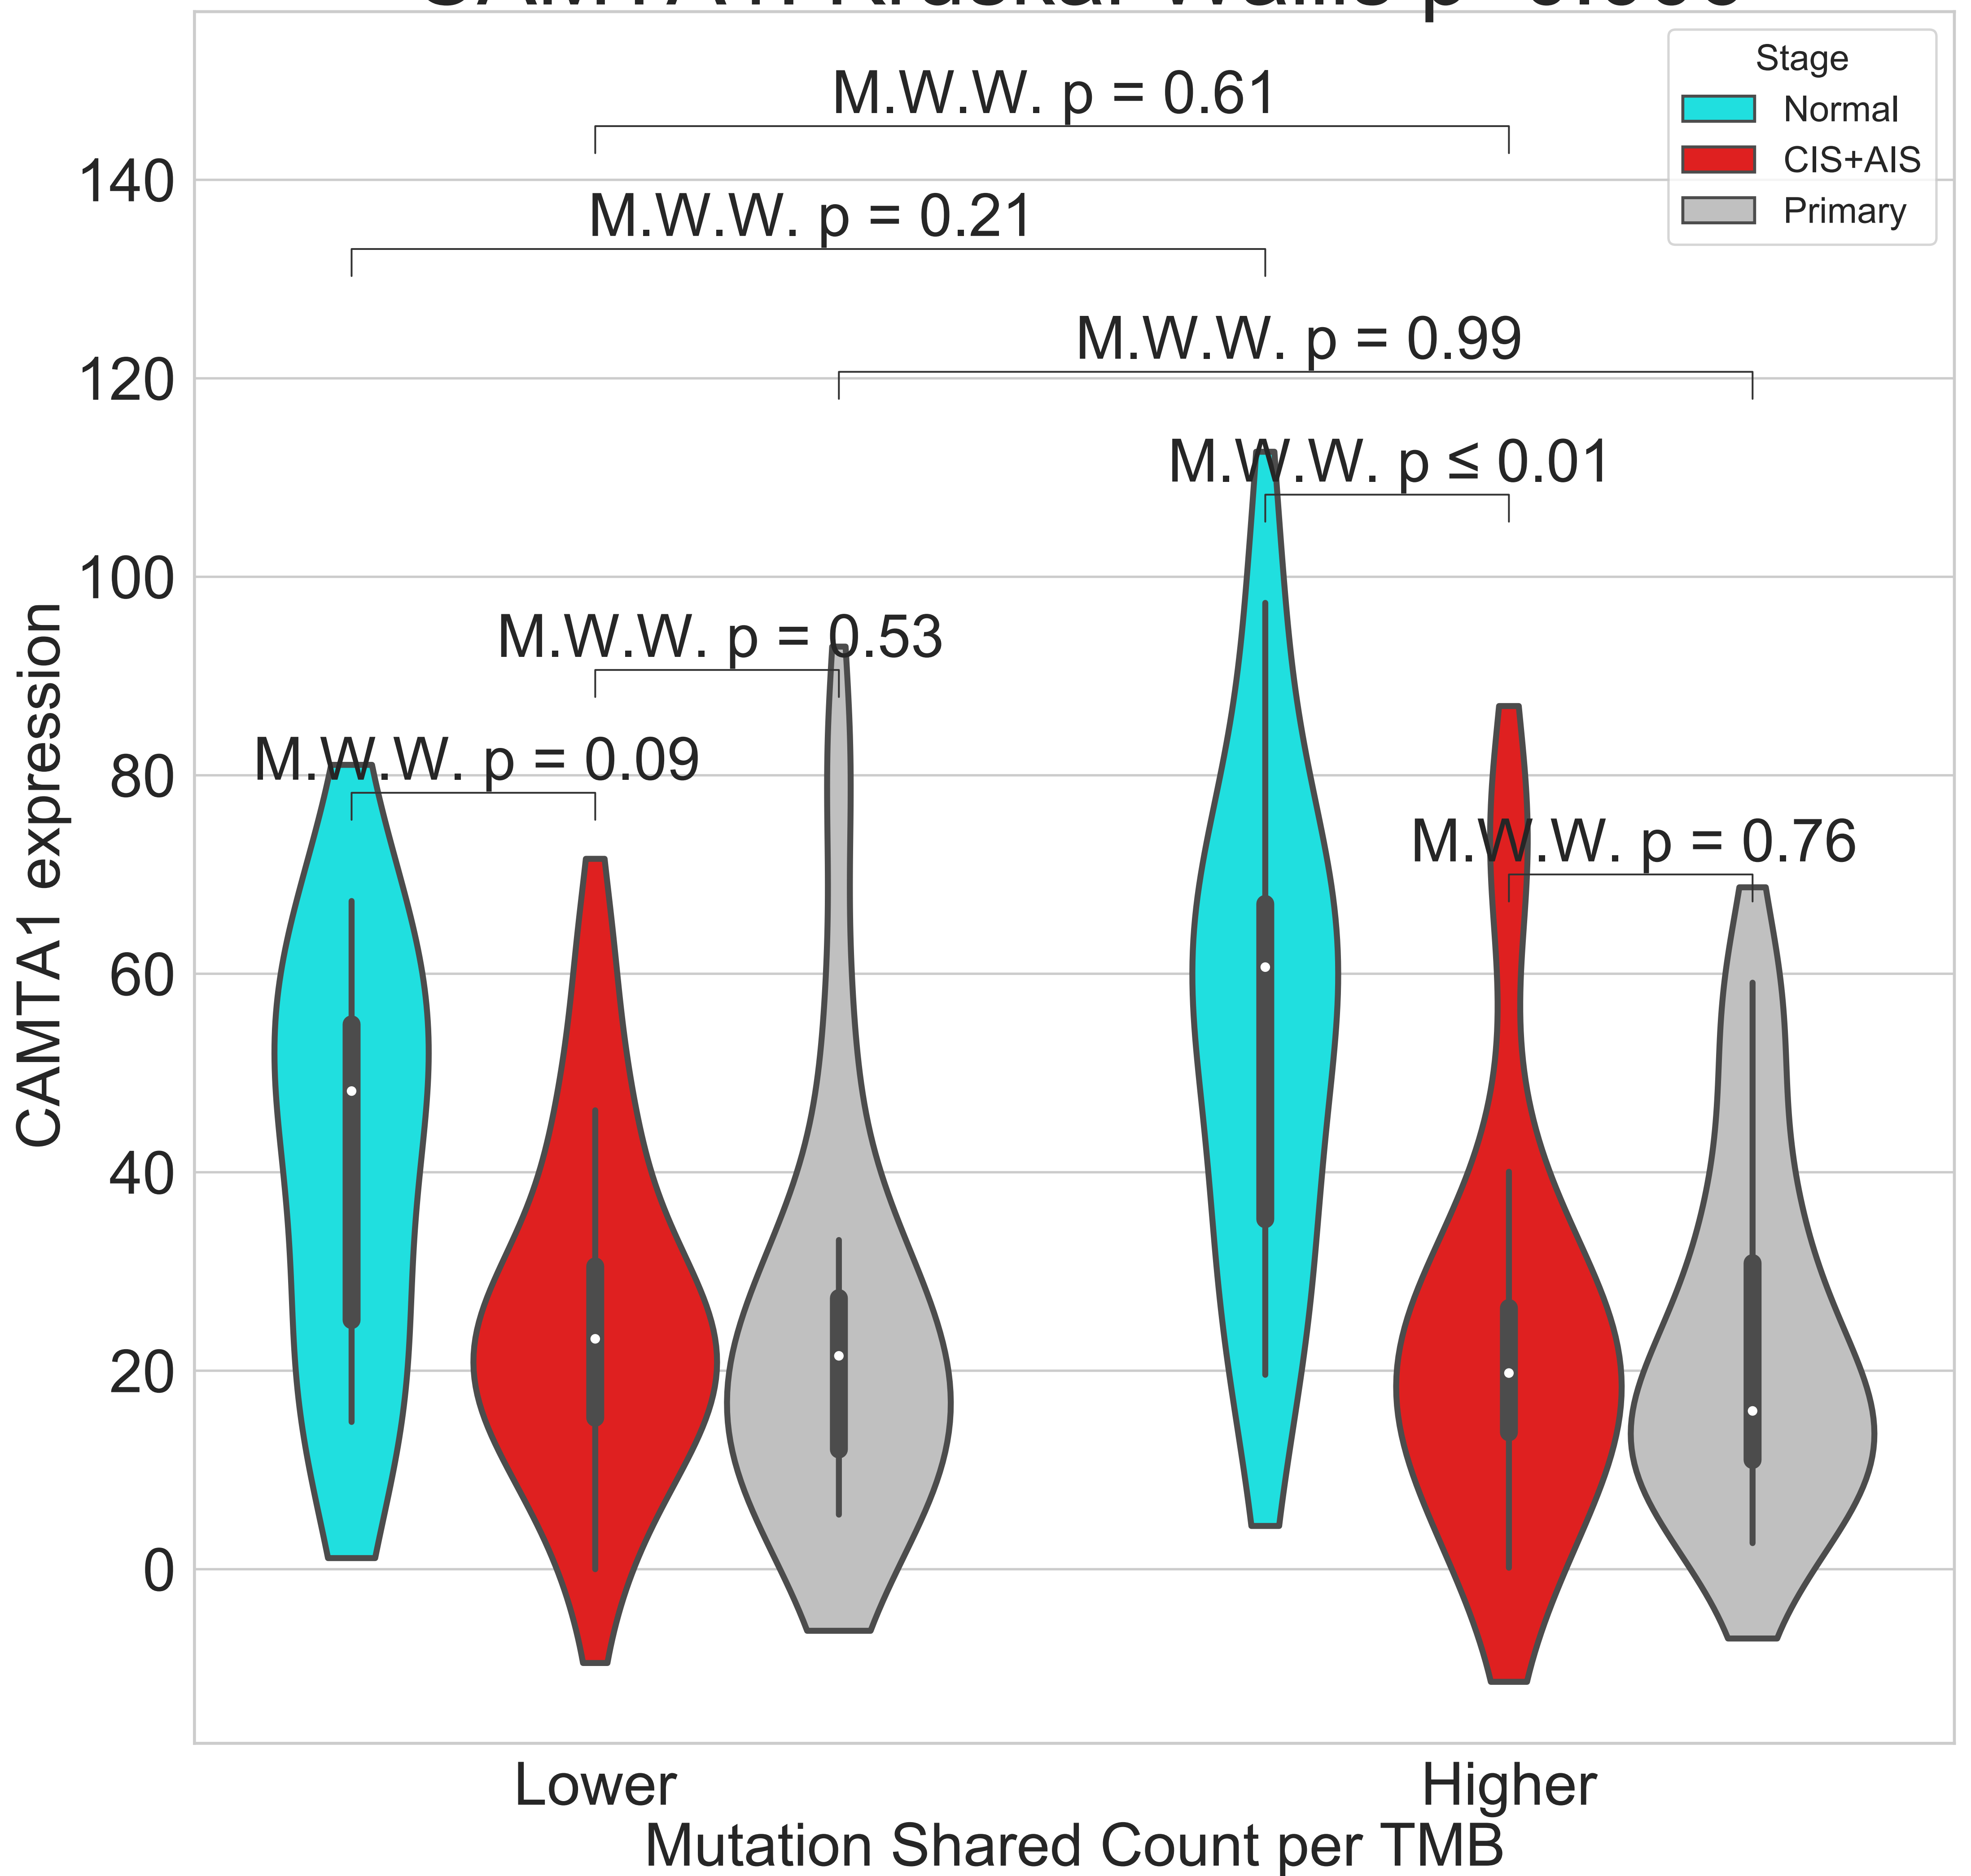 Stage
Normal
CIS+AIS
Primary
M.W.W. p = 0.61
M.W.W. p = 0.21
M.W.W. p = 0.99
M.W.W. p ≤ 0.01
M.W.W. p = 0.53
M.W.W. p = 0.09
M.W.W. p = 0.76
140
120
100
80
60
40
20
0
CAMTA1 expression
Lower
Higher
Mutation Shared Count per TMB